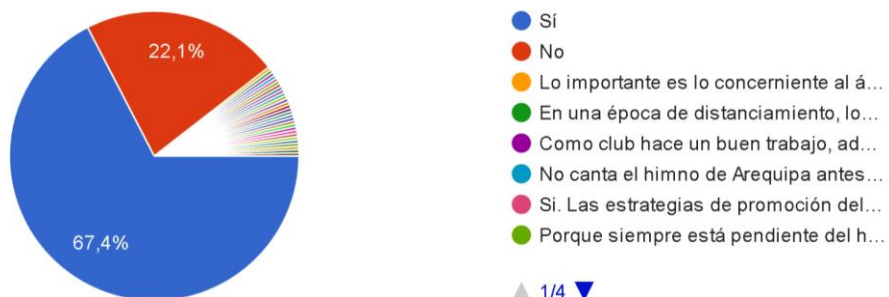 22,1%
67,4%
Sí
No
Lo importante es lo concerniente al á...
En una época de distanciamiento, lo...
Como club hace un buen trabajo, ad...
No canta el himno de Arequipa antes...
Si. Las estrategias de promoción del...
Porque siempre está pendiente del h...
1/4